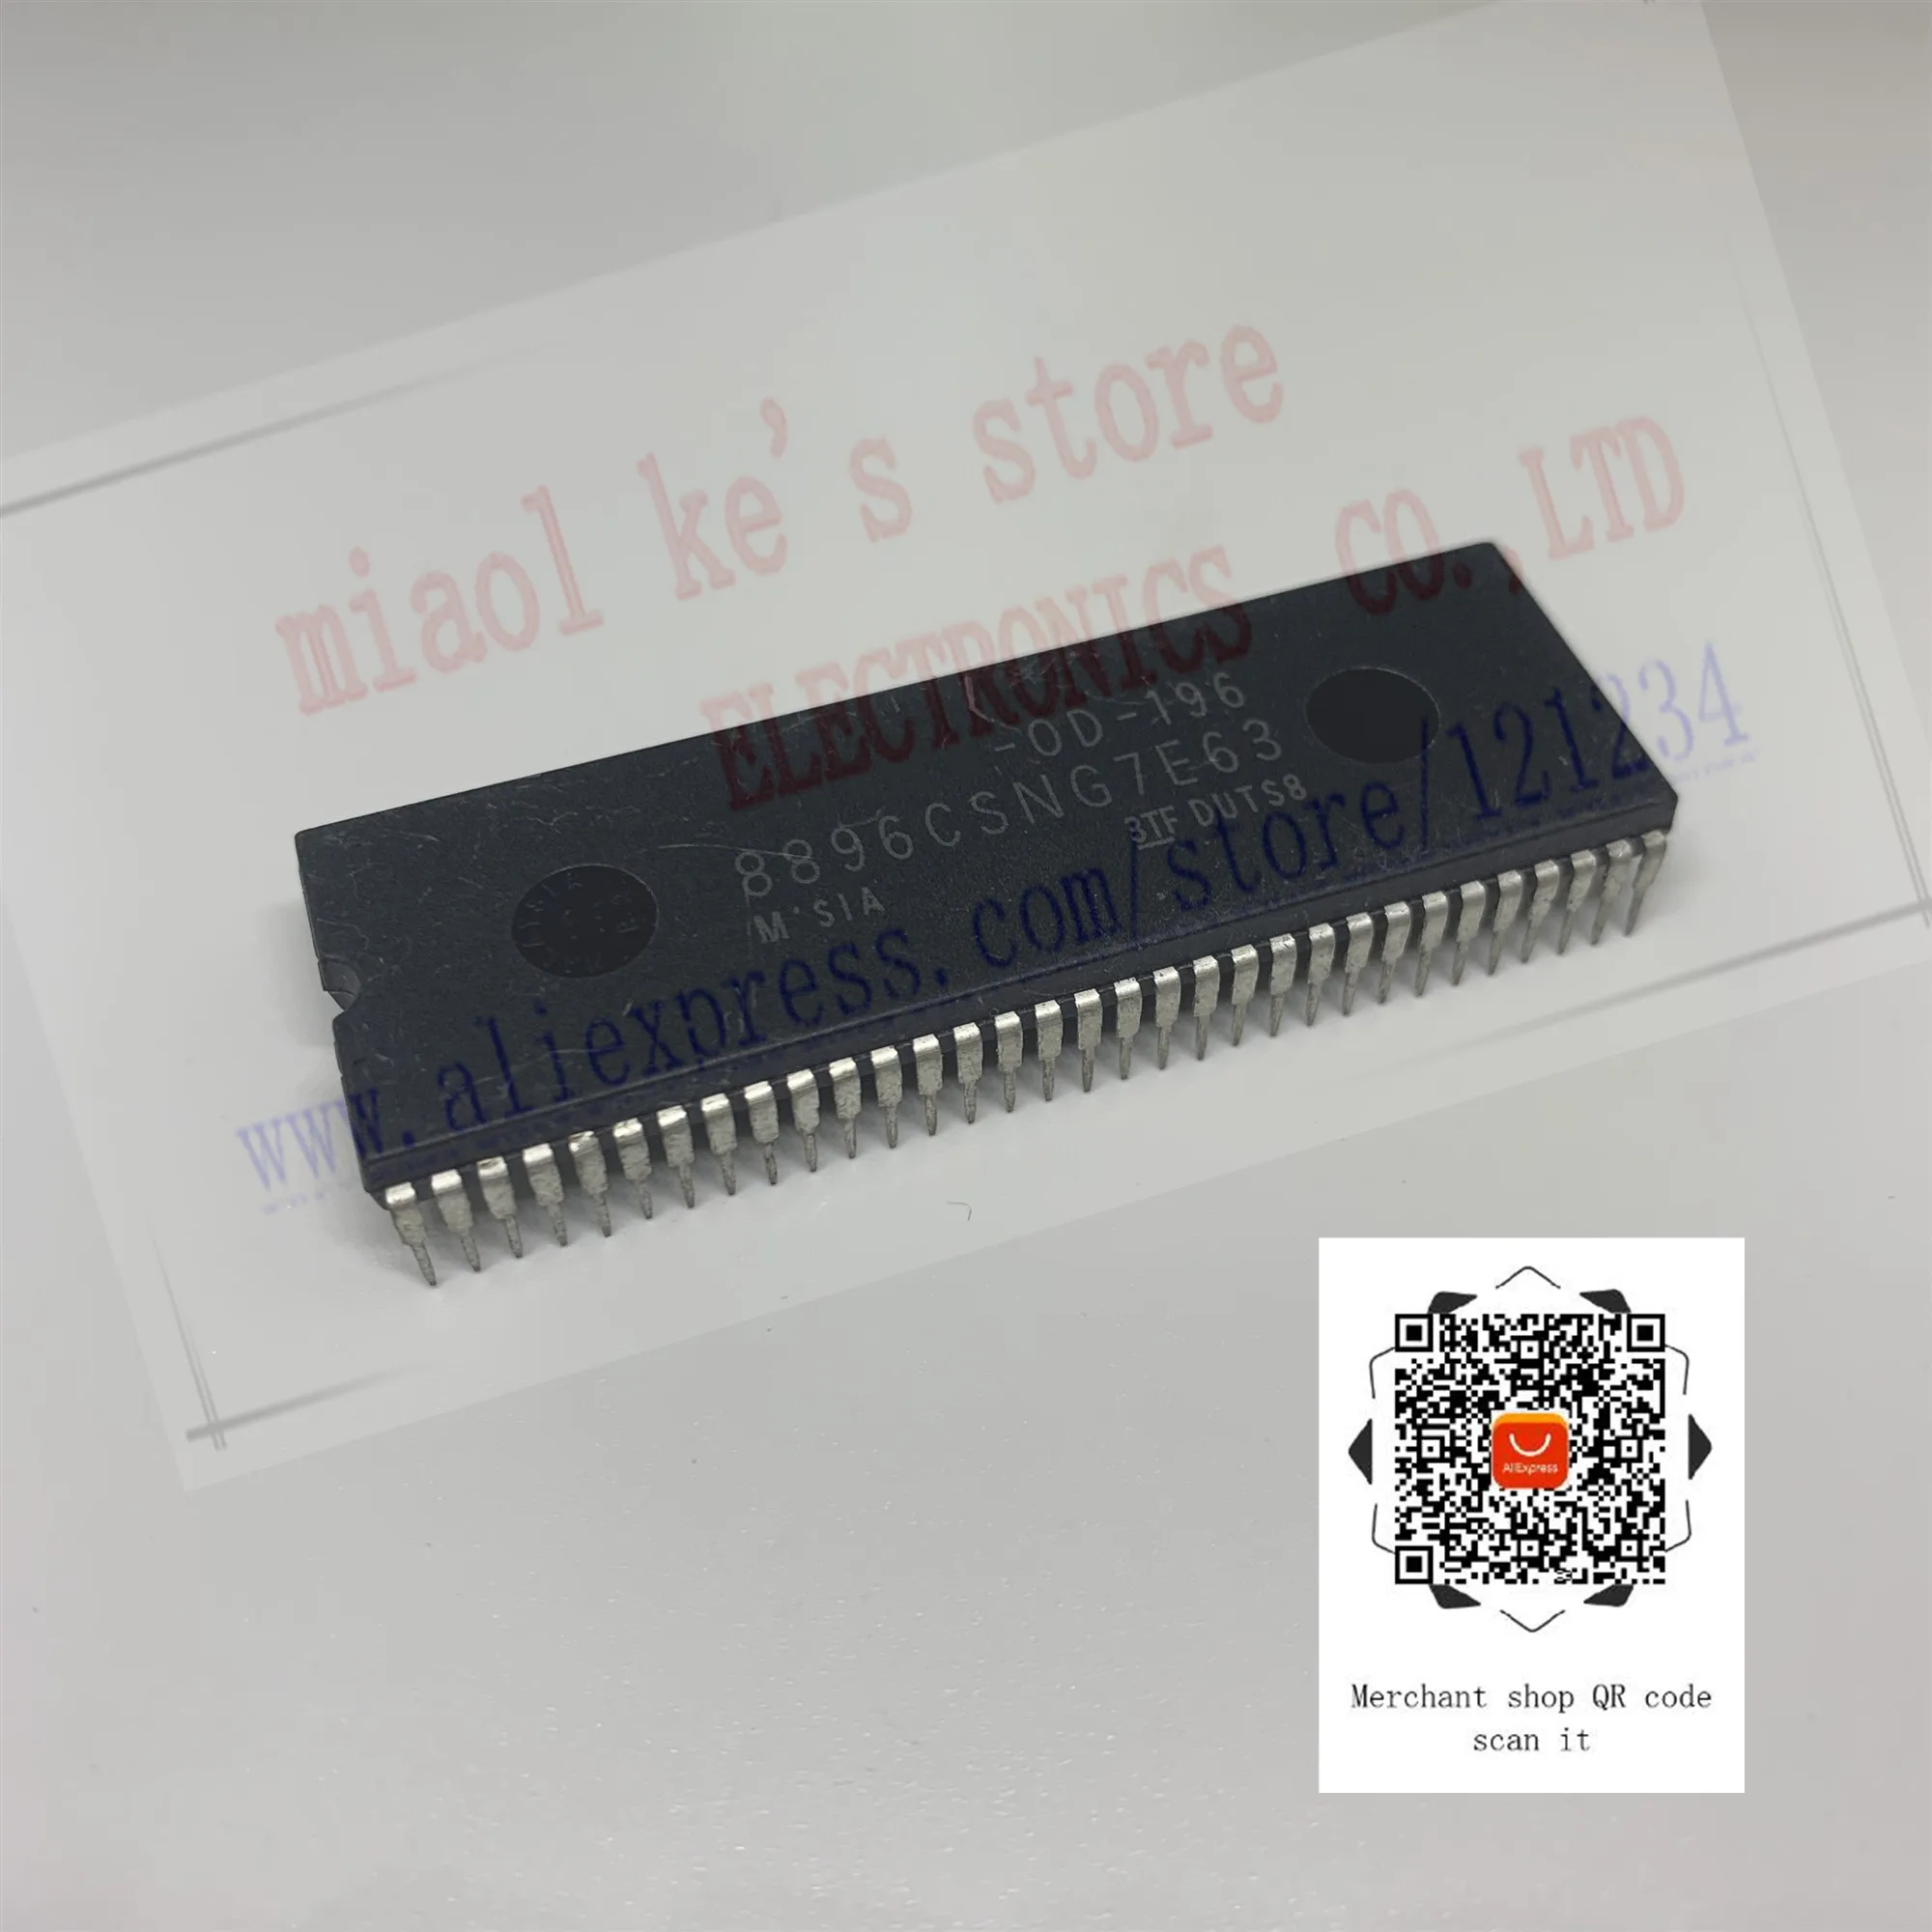 miaol ke's store
ELECTRONICS CO.,LTD
-OD-196
8896CSNG7E63
M'SIA
3IIF DUTS8
www.aliexpress.com/store/121234
AliExpress
Merchant shop QR code
scan it